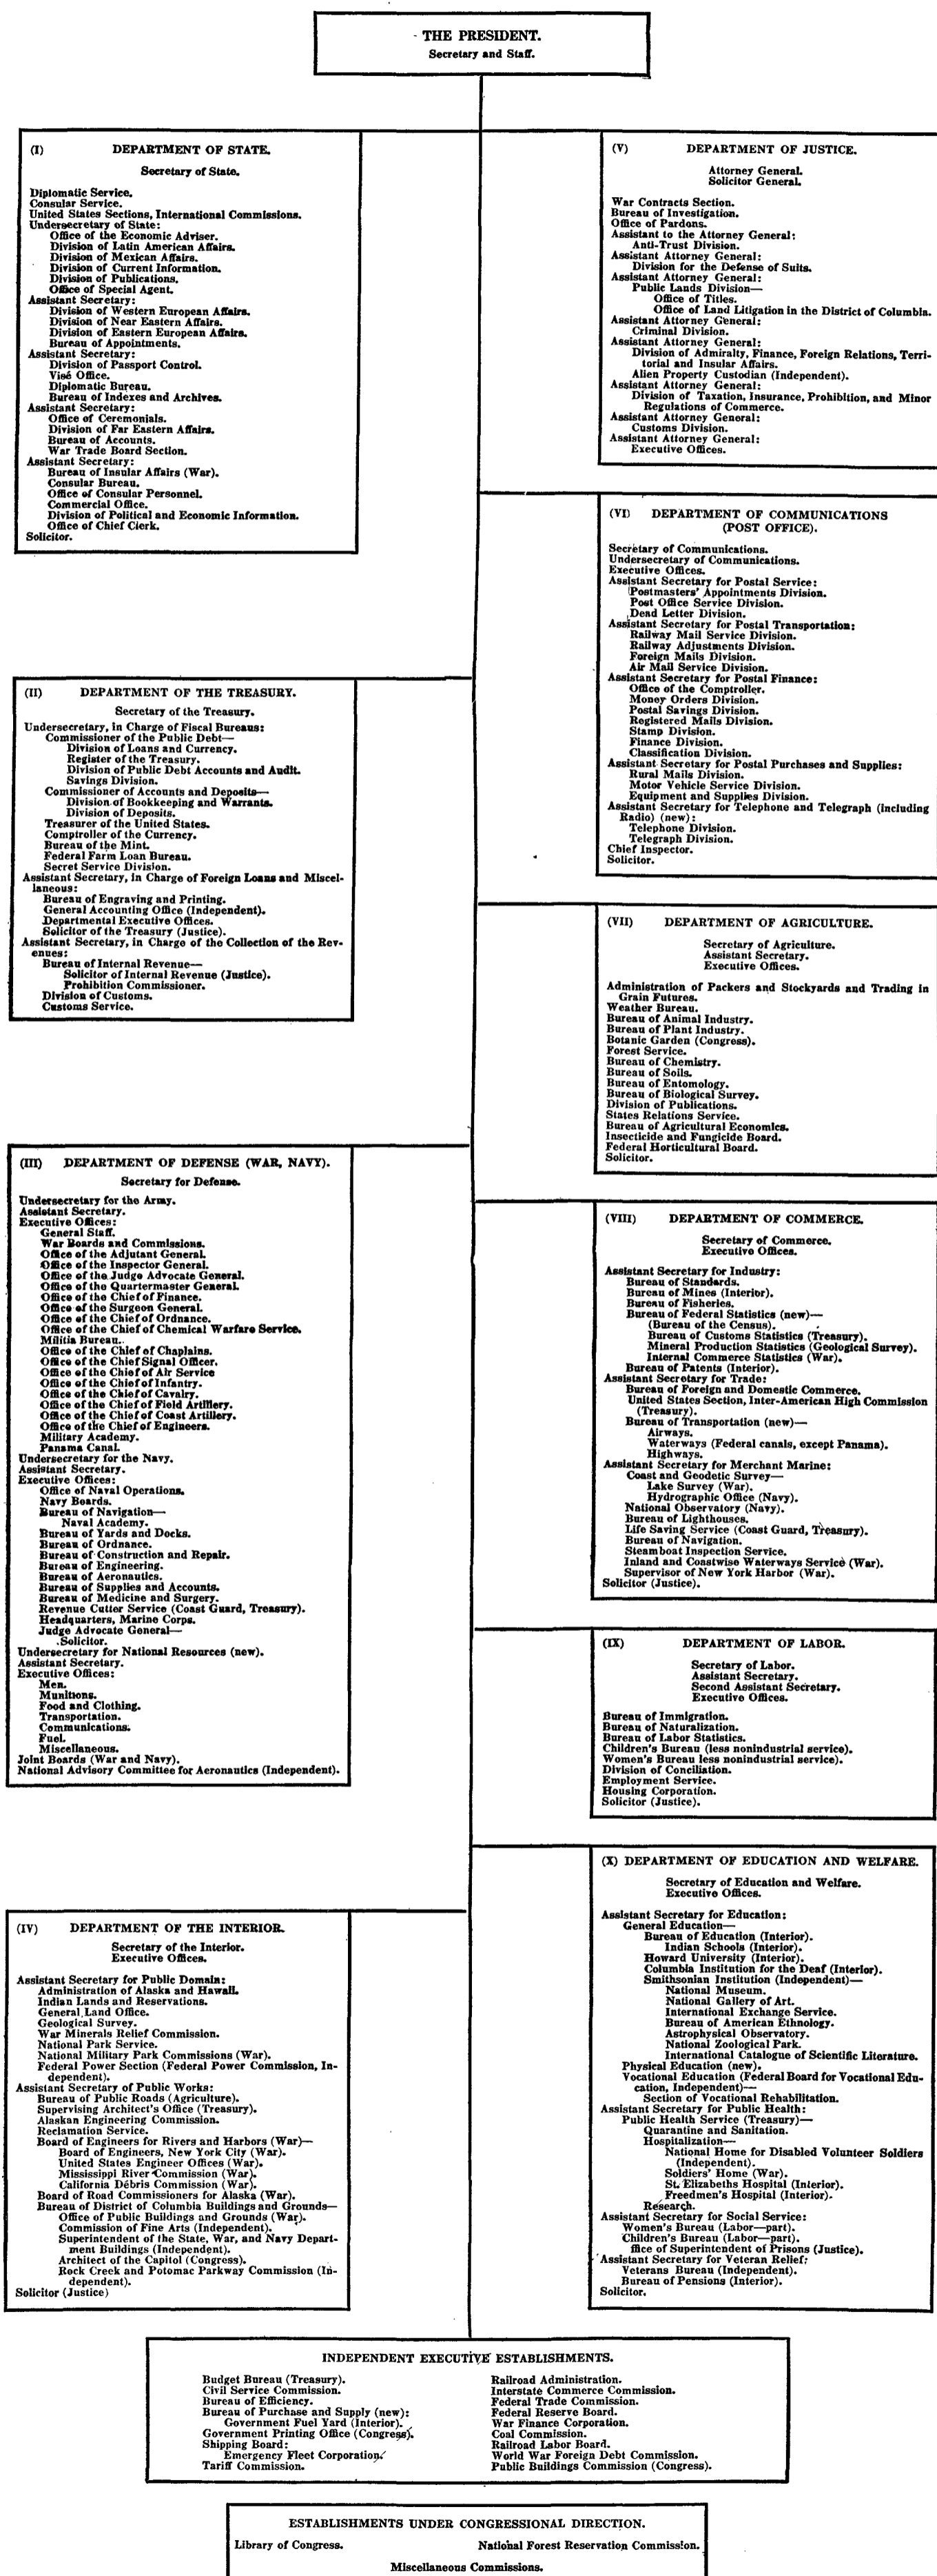 THE PRESIDENT.
Secretary and Staff.
(I) DEPARTMENT OF STATE.
Secretary of State.
Diplomatic Service.
Consular Service.
United States Sections, International Commissions.
Undersecretary of State:
Office of the Economic Adviser.
Division of Latin American Affairs.
Division of Mexican Affairs.
Division of Current Information.
Division of Publications.
Office of Special Agent.
Assistant Secretary:
Division of Western European Affairs.
Division of Near Eastern Affairs.
Division of Eastern European Affairs.
Bureau of Appointments.
Assistant Secretary:
Division of Passport Control.
Visé Office.
Diplomatic Bureau.
Bureau of Indexes and Archives.
Assistant Secretary:
Office of Ceremonials.
Division of Far Eastern Affairs.
Bureau of Accounts.
War Trade Board Section.
Assistant Secretary:
Bureau of Insular Affairs (War).
Consular Bureau.
Office of Consular Personnel.
Commercial Office.
Division of Political and Economic Information.
Office of Chief Clerk.
Solicitor.
(II) DEPARTMENT OF THE TREASURY.
Secretary of the Treasury.
Undersecretary, in Charge of Fiscal Bureaus:
Commissioner of the Public Debt—
Division of Loans and Currency.
Register of the Treasury.
Division of Public Debt Accounts and Audit.
Savings Division.
Commissioner of Accounts and Deposits—
Division of Bookkeeping and Warrants.
Division of Deposits.
Treasurer of the United States.
Comptroller of the Currency.
Bureau of the Mint.
Federal Farm Loan Bureau.
Secret Service Division.
Assistant Secretary, in Charge of Foreign Loans and Miscel-
laneous:
Bureau of Engraving and Printing.
General Accounting Office (Independent).
Departmental Executive Offices.
Solicitor of the Treasury (Justice).
Assistant Secretary, in Charge of the Collection of the Rev-
enues:
Bureau of Internal Revenue—
Solicitor of Internal Revenue (Justice).
Prohibition Commissioner.
Division of Customs.
Customs Service.
(III) DEPARTMENT OF DEFENSE (WAR, NAVY).
Secretary for Defense.
Undersecretary for the Army.
Assistant Secretary.
Executive Offices:
General Staff.
War Boards and Commissions.
Office of the Adjutant General.
Office of the Inspector General.
Office of the Judge Advocate General.
Office of the Quartermaster General.
Office of the Chief of Finance.
Office of the Surgeon General.
Office of the Chief of Ordnance.
Office of the Chief of Chemical Warfare Service.
Militia Bureau.
Office of the Chief of Chaplains.
Office of the Chief Signal Officer.
Office of the Chief of Air Service
Office of the Chief of Infantry.
Office of the Chief of Cavalry.
Office of the Chief of Field Artillery.
Office of the Chief of Coast Artillery.
Office of the Chief of Engineers.
Military Academy.
Panama Canal.
Undersecretary for the Navy.
Assistant Secretary.
Executive Offices:
Office of Naval Operations.
Navy Boards.
Bureau of Navigation—
Naval Academy.
Bureau of Yards and Docks.
Bureau of Ordnance.
Bureau of Construction and Repair.
Bureau of Engineering.
Bureau of Aeronautics.
Bureau of Supplies and Accounts.
Bureau of Medicine and Surgery.
Revenue Cutter Service (Coast Guard, Treasury).
Headquarters, Marine Corps.
Judge Advocate General—
Solicitor.
Undersecretary for National Resources (new).
Assistant Secretary.
Executive Offices:
Men.
Munitions.
Food and Clothing.
Transportation.
Communications.
Fuel.
Miscellaneous.
Joint Boards (War and Navy).
National Advisory Committee for Aeronautics (Independent).
(IV) DEPARTMENT OF THE INTERIOR.
Secretary of the Interior.
Executive Offices.
Assistant Secretary for Public Domain:
Administration of Alaska and Hawaii.
Indian Lands and Reservations.
General Land Office.
Geological Survey.
War Minerals Relief Commission.
National Park Service.
National Military Park Commissions (War).
Federal Power Section (Federal Power Commission, In-
dependent).
Assistant Secretary of Public Works:
Bureau of Public Roads (Agriculture).
Supervising Architect's Office (Treasury).
Alaskan Engineering Commission.
Reclamation Service.
Board of Engineers for Rivers and Harbors (War)—
Board of Engineers, New York City (War).
United States Engineer Offices (War).
Mississippi River Commission (War).
California Débris Commission (War).
Board of Road Commissioners for Alaska (War).
Bureau of District of Columbia Buildings and Grounds—
Office of Public Buildings and Grounds (War).
Commission of Fine Arts (Independent).
Superintendent of the State, War, and Navy Depart-
ment Buildings (Independent).
Architect of the Capitol (Congress).
Rock Creek and Potomac Parkway Commission (In-
dependent).
Solicitor (Justice)
(V) DEPARTMENT OF JUSTICE.
Attorney General.
Solicitor General.
War Contracts Section.
Bureau of Investigation.
Office of Pardons.
Assistant to the Attorney General:
Anti-Trust Division.
Assistant Attorney General:
Division for the Defense of Suits.
Assistant Attorney General:
Public Lands Division—
Office of Titles.
Office of Land Litigation in the District of Columbia.
Assistant Attorney General:
Criminal Division.
Assistant Attorney General:
Division of Admiralty, Finance, Foreign Relations, Terri-
torial and Insular Affairs.
Alien Property Custodian (Independent).
Assistant Attorney General:
Division of Taxation, Insurance, Prohibition, and Minor
Regulations of Commerce.
Assistant Attorney General:
Customs Division.
Assistant Attorney General:
Executive Offices.
(VI) DEPARTMENT OF COMMUNICATIONS
(POST OFFICE).
Secretary of Communications.
Undersecretary of Communications.
Executive Offices.
Assistant Secretary for Postal Service:
Postmasters' Appointments Division.
Post Office Service Division.
Dead Letter Division.
Assistant Secretary for Postal Transportation:
Railway Mail Service Division.
Railway Adjustments Division.
Foreign Mails Division.
Air Mail Service Division.
Assistant Secretary for Postal Finance:
Office of the Comptroller.
Money Orders Division.
Postal Savings Division.
Registered Mails Division.
Stamp Division.
Finance Division.
Classification Division.
Assistant Secretary for Postal Purchases and Supplies:
Rural Mails Division.
Motor Vehicle Service Division.
Equipment and Supplies Division.
Assistant Secretary for Telephone and Telegraph (including
Radio) (new):
Telephone Division.
Telegraph Division.
Chief Inspector.
Solicitor.
(VII) DEPARTMENT OF AGRICULTURE.
Secretary of Agriculture.
Assistant Secretary.
Executive Offices.
Administration of Packers and Stockyards and Trading in
Grain Futures.
Weather Bureau.
Bureau of Animal Industry.
Bureau of Plant Industry.
Botanic Garden (Congress).
Forest Service.
Bureau of Chemistry.
Bureau of Soils.
Bureau of Entomology.
Bureau of Biological Survey.
Division of Publications.
States Relations Service.
Bureau of Agricultural Economics.
Insecticide and Fungicide Board.
Federal Horticultural Board.
Solicitor.
(VIII) DEPARTMENT OF COMMERCE.
Secretary of Commerce.
Executive Offices.
Assistant Secretary for Industry:
Bureau of Standards.
Bureau of Mines (Interior).
Bureau of Fisheries.
Bureau of Federal Statistics (new)—
(Bureau of the Census).
Bureau of Customs Statistics (Treasury).
Mineral Production Statistics (Geological Survey).
Internal Commerce Statistics (War).
Bureau of Patents (Interior).
Assistant Secretary for Trade:
Bureau of Foreign and Domestic Commerce.
United States Section, Inter-American High Commission
(Treasury).
Bureau of Transportation (new)—
Airways.
Waterways (Federal canals, except Panama).
Highways.
Assistant Secretary for Merchant Marine:
Coast and Geodetic Survey—
Lake Survey (War).
Hydrographic Office (Navy).
National Observatory (Navy).
Bureau of Lighthouses.
Life Saving Service (Coast Guard, Treasury).
Bureau of Navigation.
Steamboat Inspection Service.
Inland and Coastwise Waterways Service (War).
Supervisor of New York Harbor (War).
Solicitor (Justice).
(IX) DEPARTMENT OF LABOR.
Secretary of Labor.
Assistant Secretary.
Second Assistant Secretary.
Executive Offices.
Bureau of Immigration.
Bureau of Naturalization.
Bureau of Labor Statistics.
Children's Bureau (less nonindustrial service).
Women's Bureau less nonindustrial service).
Division of Conciliation.
Employment Service.
Housing Corporation.
Solicitor (Justice).
(X) DEPARTMENT OF EDUCATION AND WELFARE.
Secretary of Education and Welfare.
Executive Offices.
Assistant Secretary for Education:
General Education—
Bureau of Education (Interior).
Indian Schools (Interior).
Howard University (Interior).
Columbia Institution for the Deaf (Interior).
Smithsonian Institution (Independent)—
National Museum.
National Gallery of Art.
International Exchange Service.
Bureau of American Ethnology.
Astrophysical Observatory.
National Zoological Park.
International Catalogue of Scientific Literature.
Physical Education (new).
Vocational Education (Federal Board for Vocational Edu-
cation, Independent)—
Section of Vocational Rehabilitation.
Assistant Secretary for Public Health:
Public Health Service (Treasury)—
Quarantine and Sanitation.
Hospitalization—
National Home for Disabled Volunteer Soldiers
(Independent).
Soldiers' Home (War).
St. Elizabeths Hospital (Interior).
Freedmen's Hospital (Interior).
Research.
Assistant Secretary for Social Service:
Women's Bureau (Labor—part).
Children's Bureau (Labor—part).
ffice of Superintendent of Prisons (Justice).
Assistant Secretary for Veteran Relief:
Veterans Bureau (Independent).
Bureau of Pensions (Interior).
Solicitor.
INDEPENDENT EXECUTIVE ESTABLISHMENTS.
Budget Bureau (Treasury).
Civil Service Commission.
Bureau of Efficiency.
Bureau of Purchase and Supply (new):
Government Fuel Yard (Interior).
Government Printing Office (Congress).
Shipping Board:
Emergency Fleet Corporation.
Tariff Commission.
Railroad Administration.
Interstate Commerce Commission.
Federal Trade Commission.
Federal Reserve Board.
War Finance Corporation.
Coal Commission.
Railroad Labor Board.
World War Foreign Debt Commission.
Public Buildings Commission (Congress).
ESTABLISHMENTS UNDER CONGRESSIONAL DIRECTION.
Library of Congress. National Forest Reservation Commission.
Miscellaneous Commissions.